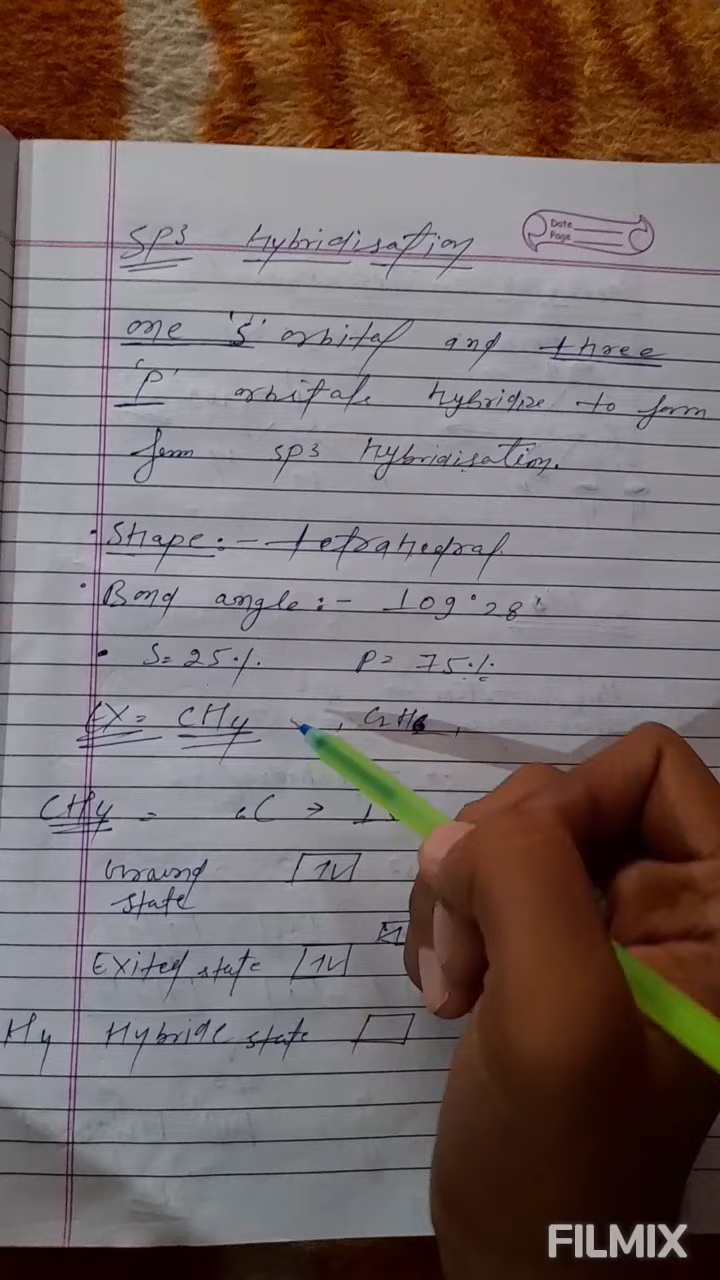 SP3 Hybridisation
Date
Page
one 'S' orbital and three
'P' orbitals hybridize to form
form SP3 Hybridisation.
• Shape:- Tetrahedral
• Bond angle:- 109°28'
• S=25% P=75%
EX= CH4, C2H6,
CH4 = 6C →
Ground
state
Exited state
Hybride state
FILMIX